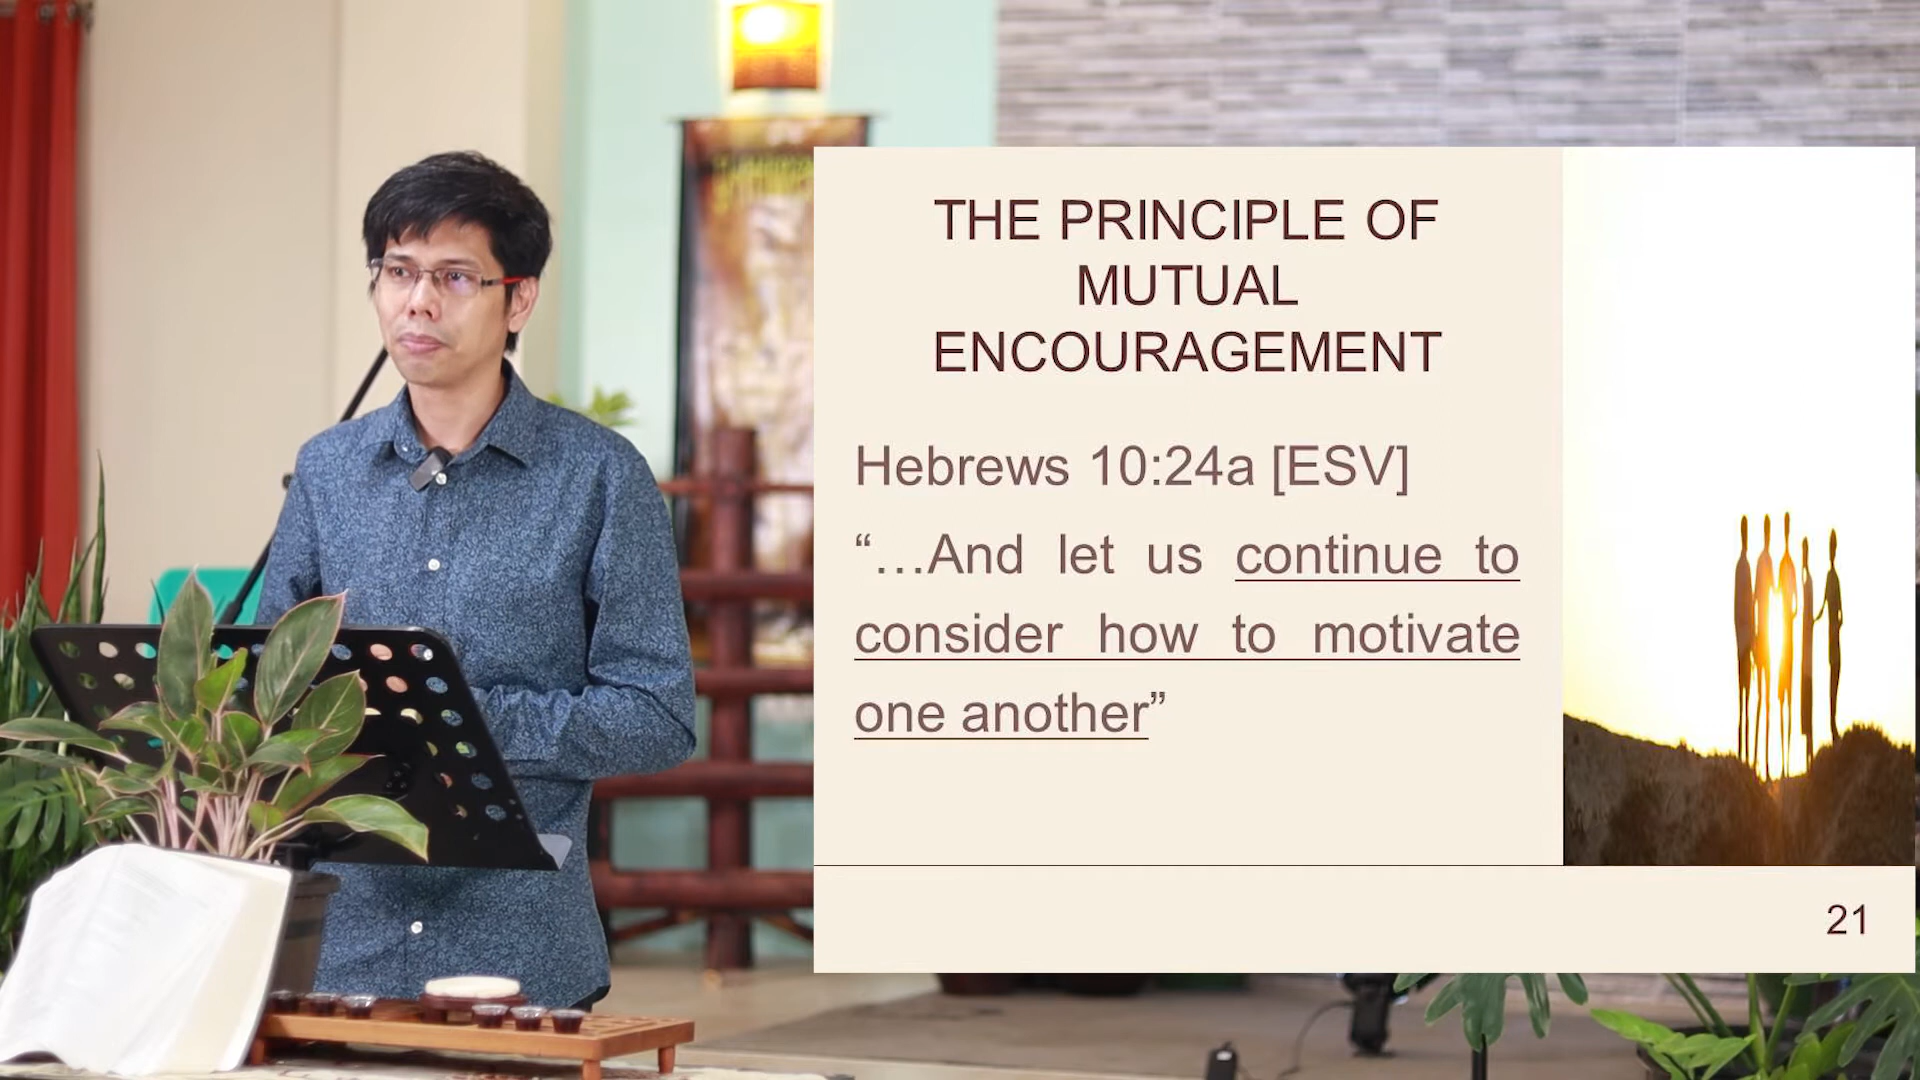 THE PRINCIPLE OF
MUTUAL
ENCOURAGEMENT
Hebrews 10:24a [ESV]
“…And let us continue to
consider how to motivate
one another”
21